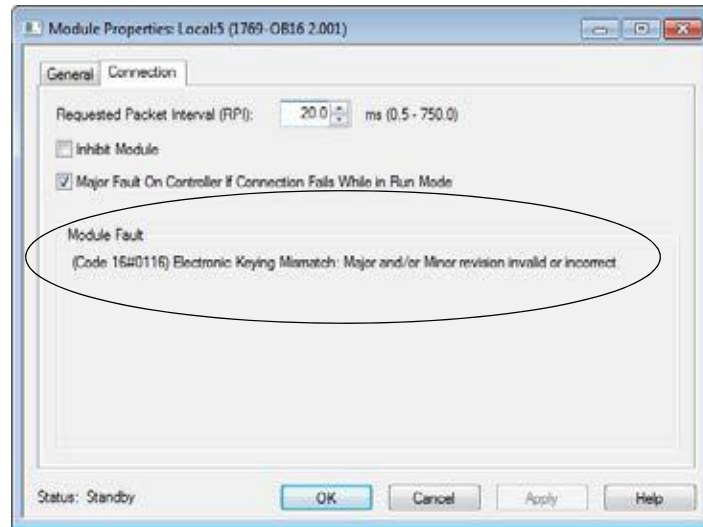 Module Properties: Local:5 (1769-OB16 2.001)
General Connection
Requested Packet Interval (RPI): 20.0 ms (0.5 - 750.0)
Inhibit Module
Major Fault On Controller If Connection Fails While in Run Mode
Module Fault
(Code 16#0116) Electronic Keying Mismatch: Major and/or Minor revision invalid or incorrect.
Status: Standby OK Cancel Apply Help